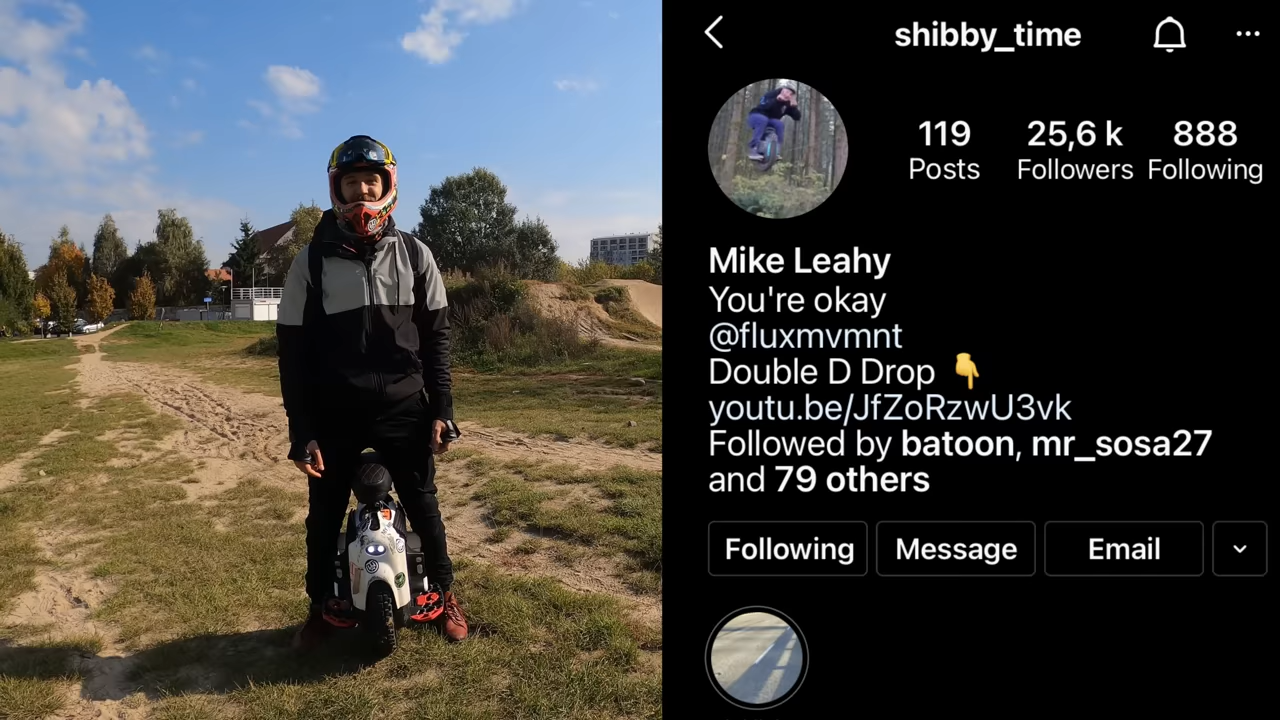 shibby_time
119
Posts
25,6 k
Followers
888
Following
Mike Leahy
You're okay
@fluxmvmnt
Double D Drop 👇
youtu.be/JfZoRzwU3vk
Followed by batoon, mr_sosa27
and 79 others
Following
Message
Email